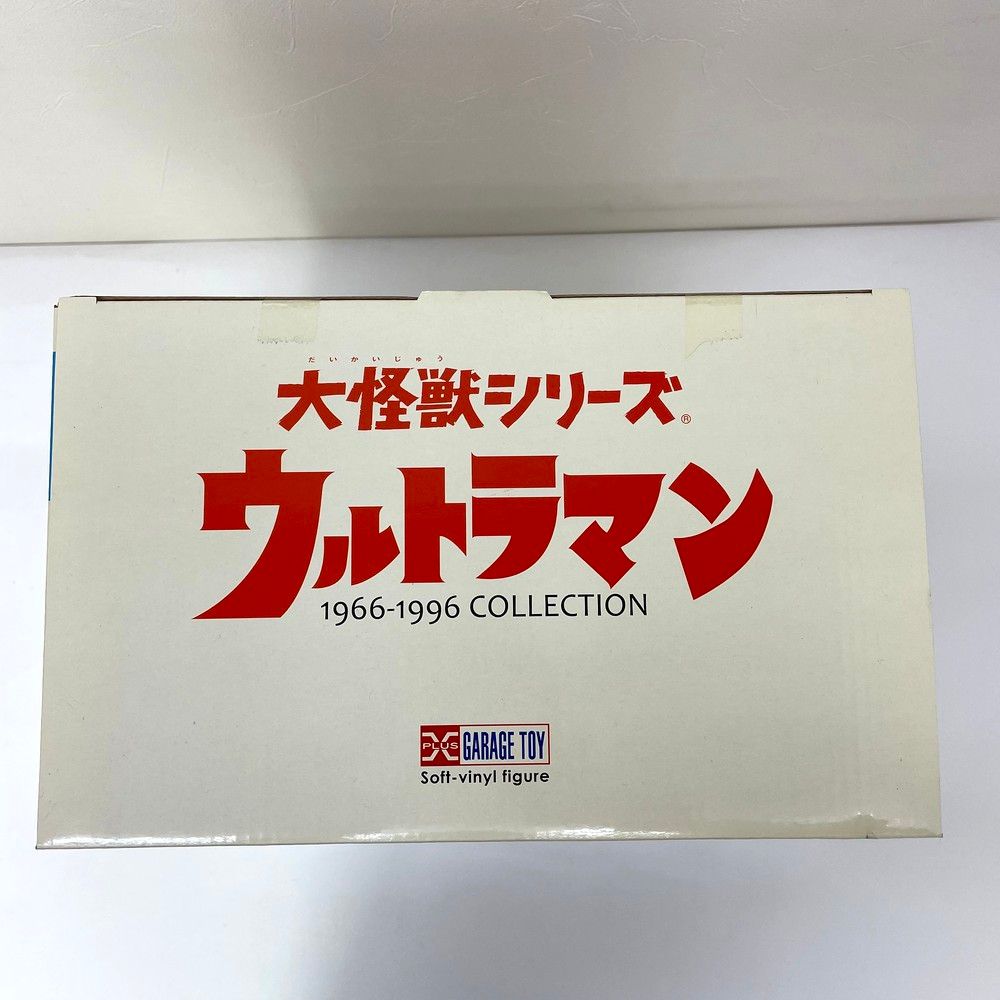 だいかいじゅう
大怪獣シリーズ®
ウルトラマン
1966-1996 COLLECTION
X PLUS GARAGE TOY
Soft-vinyl figure